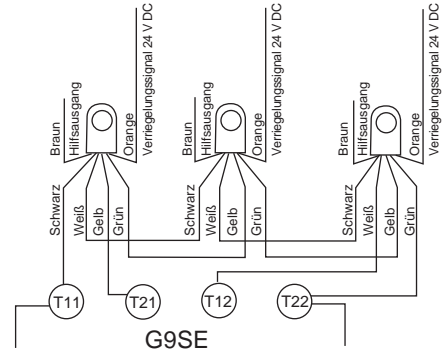 Braun
Hilfsausgang
Orange
Verriegelungssignal 24 V DC
Braun
Hilfsausgang
Orange
Verriegelungssignal 24 V DC
Braun
Hilfsausgang
Orange
Verriegelungssignal 24 V DC
Schwarz
Weiß
Gelb
Grün
Schwarz
Weiß
Gelb
Grün
Schwarz
Weiß
Gelb
Grün
T11
T21
T12
T22
G9SE